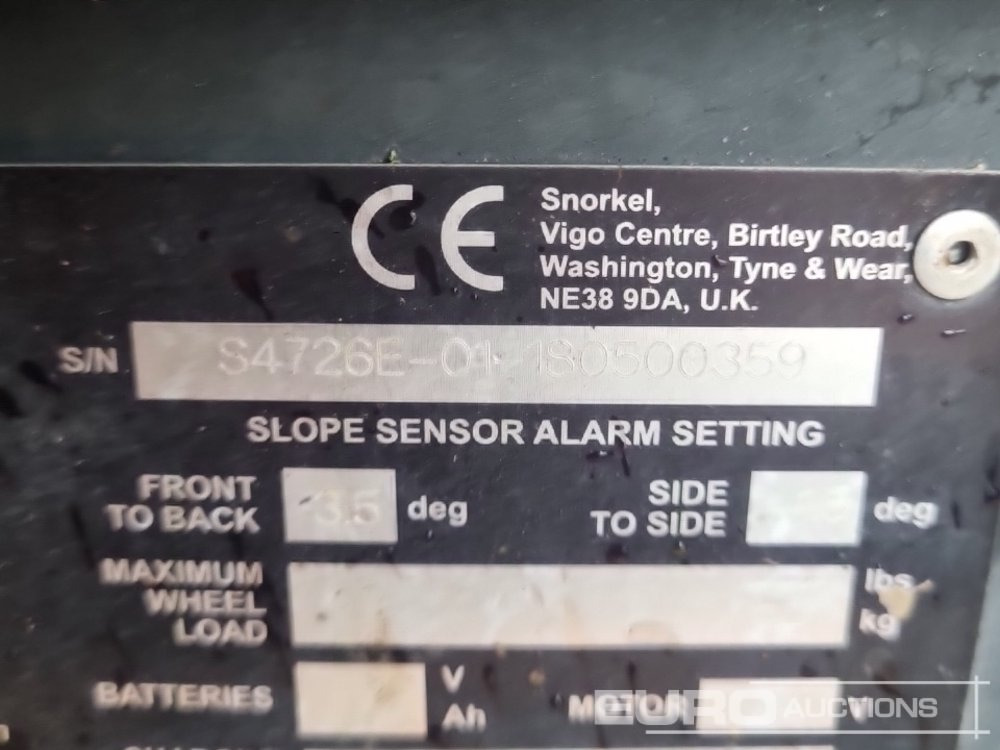 CE
Snorkel,
Vigo Centre, Birtley Road,
Washington, Tyne & Wear,
NE38 9DA, U.K.
S/N S4726E-01 180500359
SLOPE SENSOR ALARM SETTING
FRONT TO BACK 3.5 deg
SIDE TO SIDE deg
MAXIMUM WHEEL LOAD lbs kg
BATTERIES V Ah
MOTOR V
EURO AUCTIONS